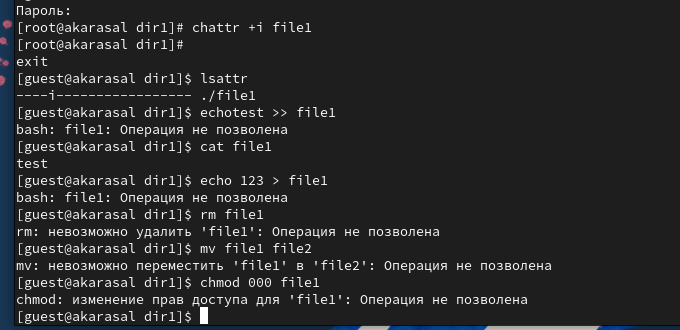 Пароль:
[root@akarasal dir1]# chattr +i file1
[root@akarasal dir1]#
exit
[guest@akarasal dir1]$ lsattr
----i----------------- ./file1
[guest@akarasal dir1]$ echotest >> file1
bash: file1: Операция не позволена
[guest@akarasal dir1]$ cat file1
test
[guest@akarasal dir1]$ echo 123 > file1
bash: file1: Операция не позволена
[guest@akarasal dir1]$ rm file1
rm: невозможно удалить 'file1': Операция не позволена
[guest@akarasal dir1]$ mv file1 file2
mv: невозможно переместить 'file1' в 'file2': Операция не позволена
[guest@akarasal dir1]$ chmod 000 file1
chmod: изменение прав доступа для 'file1': Операция не позволена
[guest@akarasal dir1]$